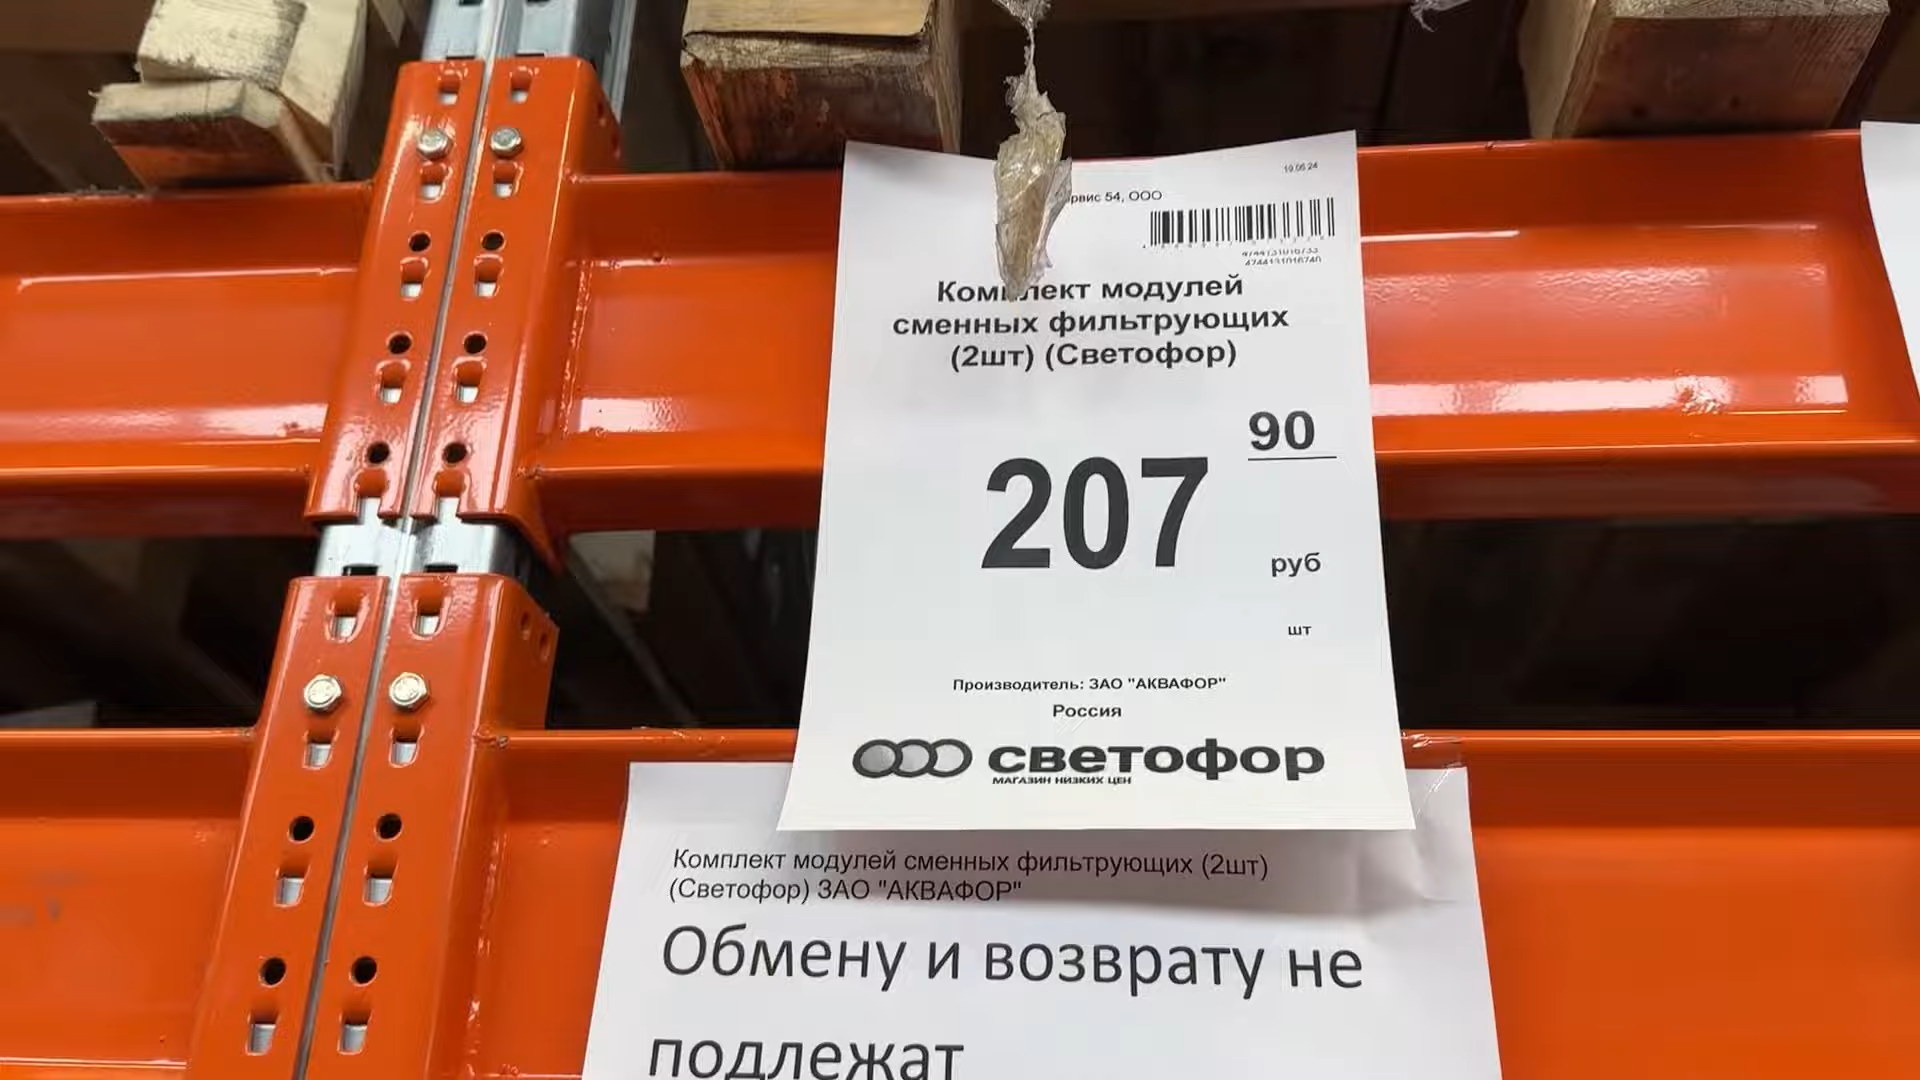 19.06.24
54, ООО
4744131016740
Комплект модулей
сменных фильтрующих
(2шт) (Светофор)
90
207
руб
шт
Производитель: ЗАО "АКВАФОР"
Россия
светофор
МАГАЗИН НИЗКИХ ЦЕН
Комплект модулей сменных фильтрующих (2шт)
(Светофор) ЗАО "АКВАФОР"
Обмену и возврату не
подлежат